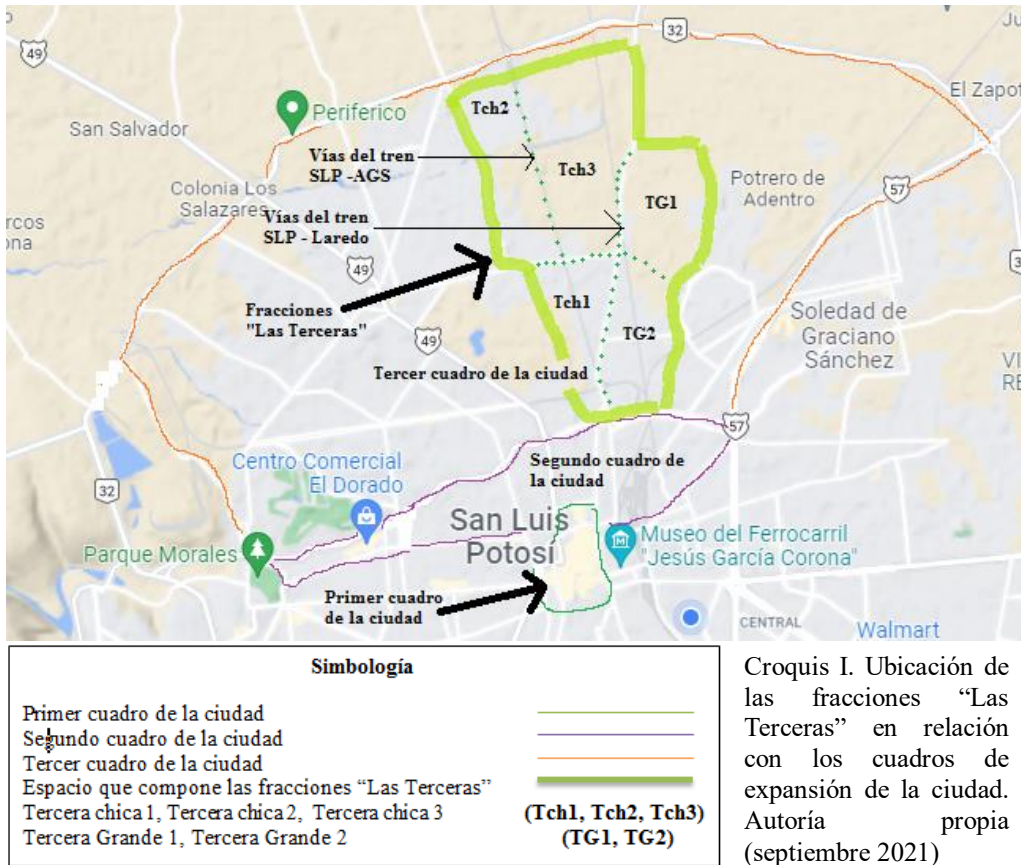 32
Ju
49
Tch2
Periferico
El Zapot
San Salvador
Vías del tren
SLP -AGS
Tch3
57
Colonia Los
Salazares
TG1
Potrero de
Adentro
rcos
ona
Vías del tren
SLP - Laredo
49
3
Fracciones
"Las Terceras"
Tch1
TG2
Soledad de
Graciano
Sánchez
49
VI
RE
Tercer cuadro de la ciudad
57
Segundo cuadro de
la ciudad
Centro Comercial
El Dorado
32
San Luis
Potosí
Museo del Ferrocarril
"Jesús García Corona"
Parque Morales
Primer cuadro
de la ciudad
CENTRAL
Walmart
Simbología
Primer cuadro de la ciudad
Segundo cuadro de la ciudad
Tercer cuadro de la ciudad
Espacio que compone las fracciones “Las Terceras”
Tercera chica 1, Tercera chica 2, Tercera chica 3 (Tch1, Tch2, Tch3)
Tercera Grande 1, Tercera Grande 2 (TG1, TG2)
Croquis I. Ubicación de
las fracciones “Las
Terceras” en relación
con los cuadros de
expansión de la ciudad.
Autoría propia
(septiembre 2021)